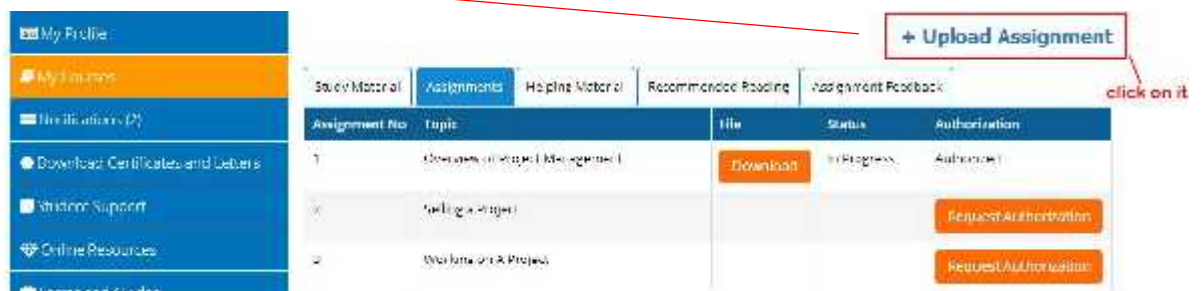 My Profile
+ Upload Assignment
My Courses
Study Material Assignments Helping Material Recommended Reading Assignment Feedback
click on it
Notifications (2)
Assignment No Topic File Status Authorization
Download Certificates and Letters
1 Overview of Project Management Download In Progress Authorized
Student Support
2 Selling a Project Request Authorization
Online Resources
3 Working on A Project Request Authorization